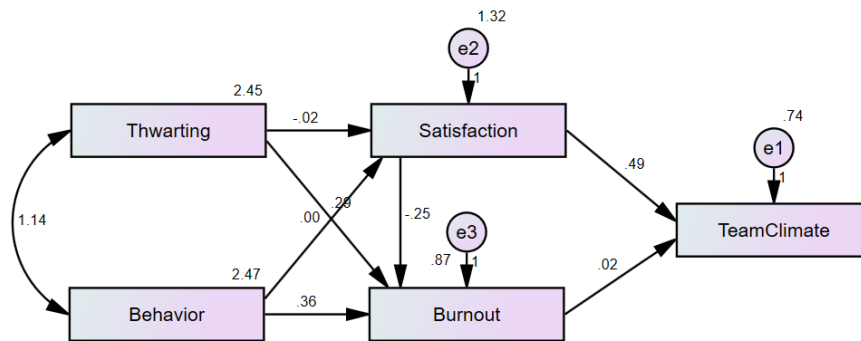 1.32
e2
2.45
1
.74
Thwarting
-.02
Satisfaction
e1
.49
1
.29
1.14
.00
-.25
TeamClimate
e3
2.47
.87
1
.02
Behavior
.36
Burnout